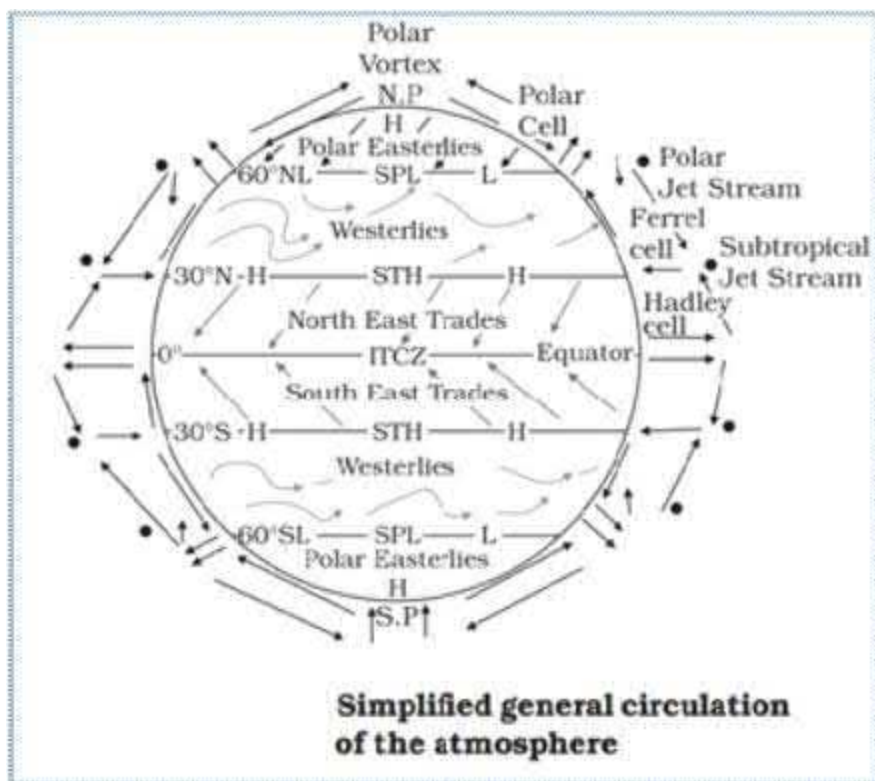 Polar
Vortex
N.P
H
Polar
Cell
Polar Easterlies
60°NL SPL L
Polar
Jet Stream
Westerlies
Ferrel
cell
Subtropical
Jet Stream
30°N H STH H
Hadley
cell
North East Trades
0° ITCZ Equator
South East Trades
30°S H STH H
Westerlies
60°SL SPL L
Polar Easterlies
H
S.P
Simplified general circulation
of the atmosphere